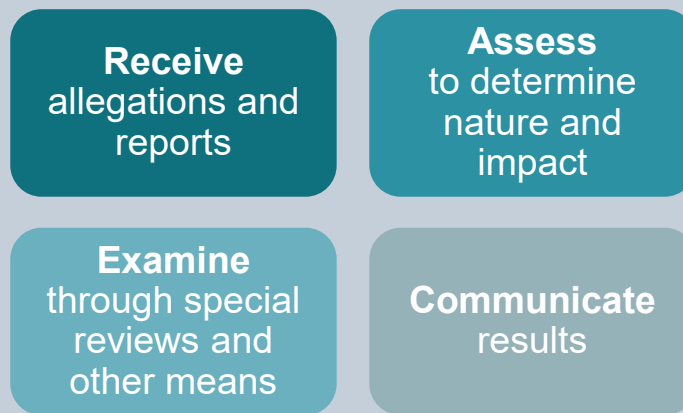 Receive
allegations and
reports
Assess
to determine
nature and
impact
Examine
through special
reviews and
other means
Communicate
results